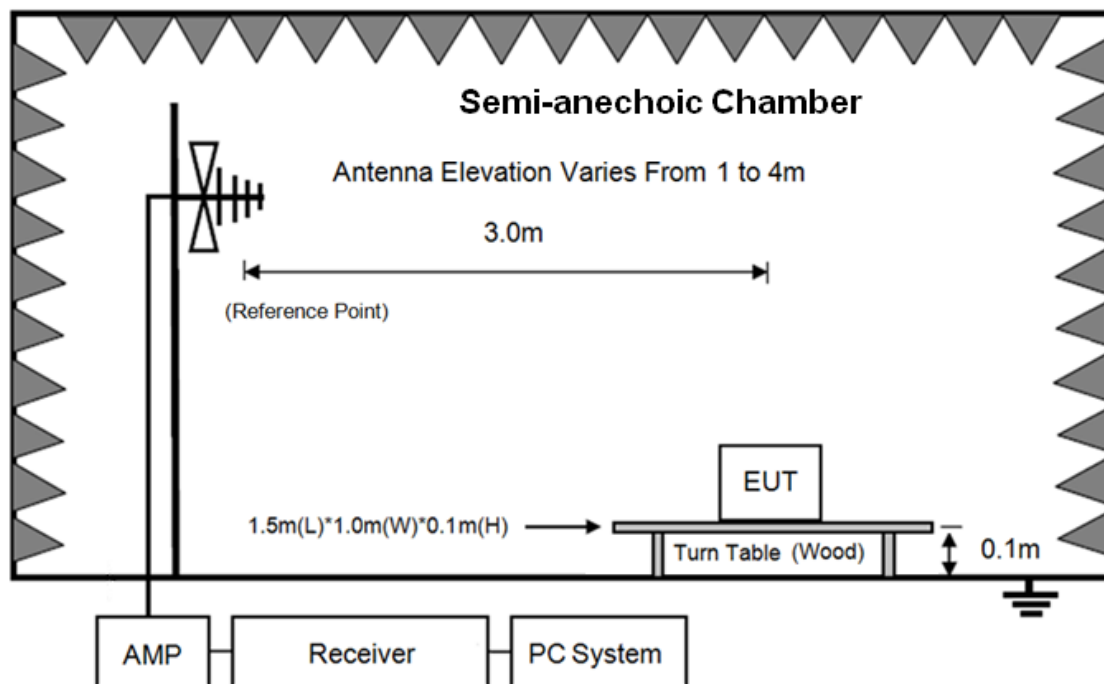 Semi-anechoic Chamber
Antenna Elevation Varies From 1 to 4m
3.0m
(Reference Point)
EUT
1.5m(L)*1.0m(W)*0.1m(H)
Turn Table (Wood)
0.1m
AMP
Receiver
PC System